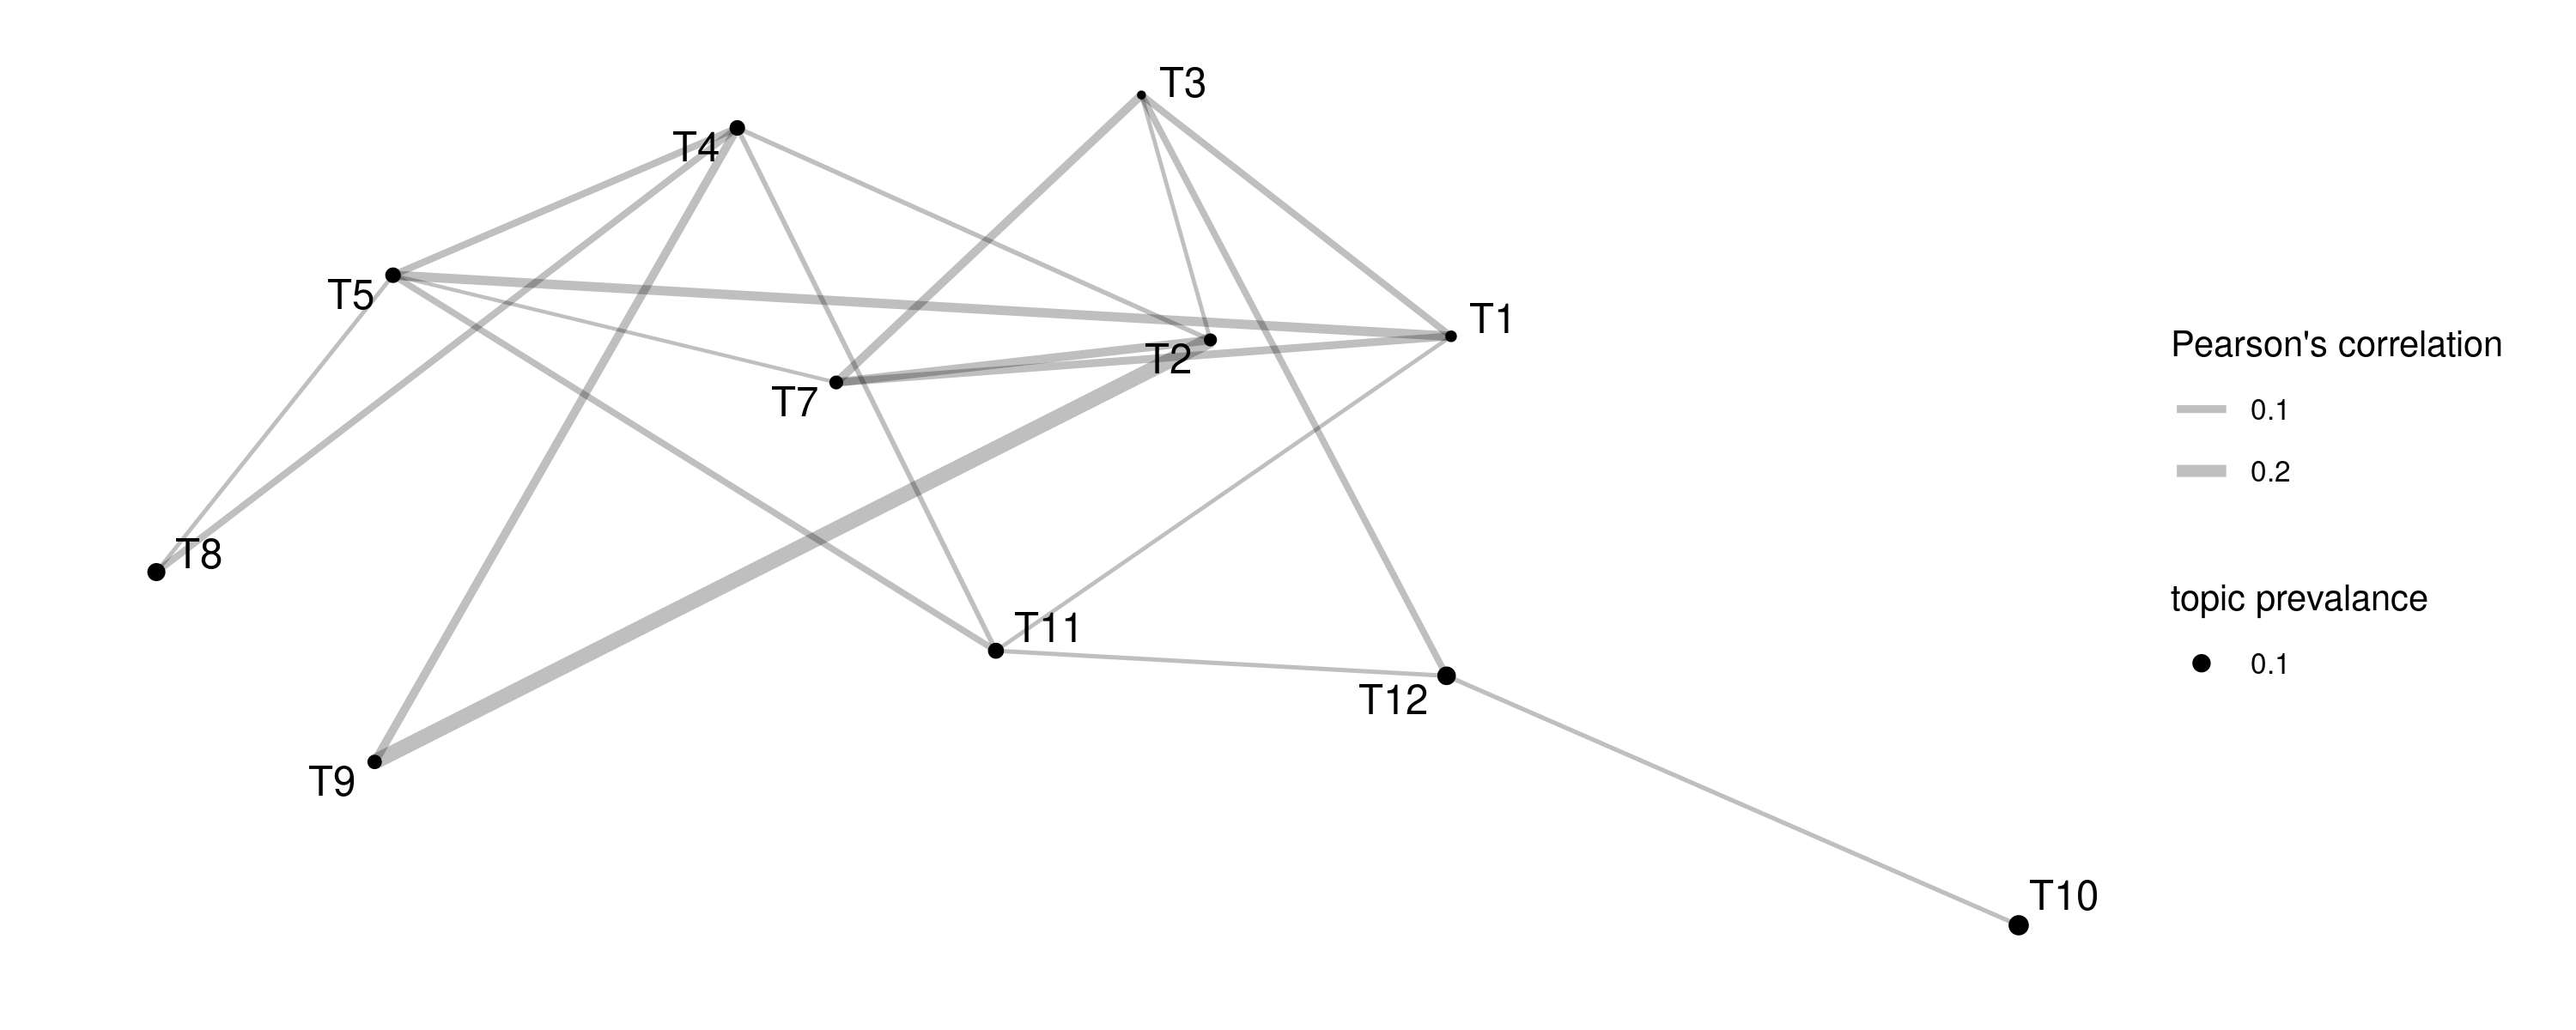 T3
T4
T5
T1
T2
T7
Pearson's correlation
0.1
0.2
T8
topic prevalance
0.1
T11
T12
T9
T10